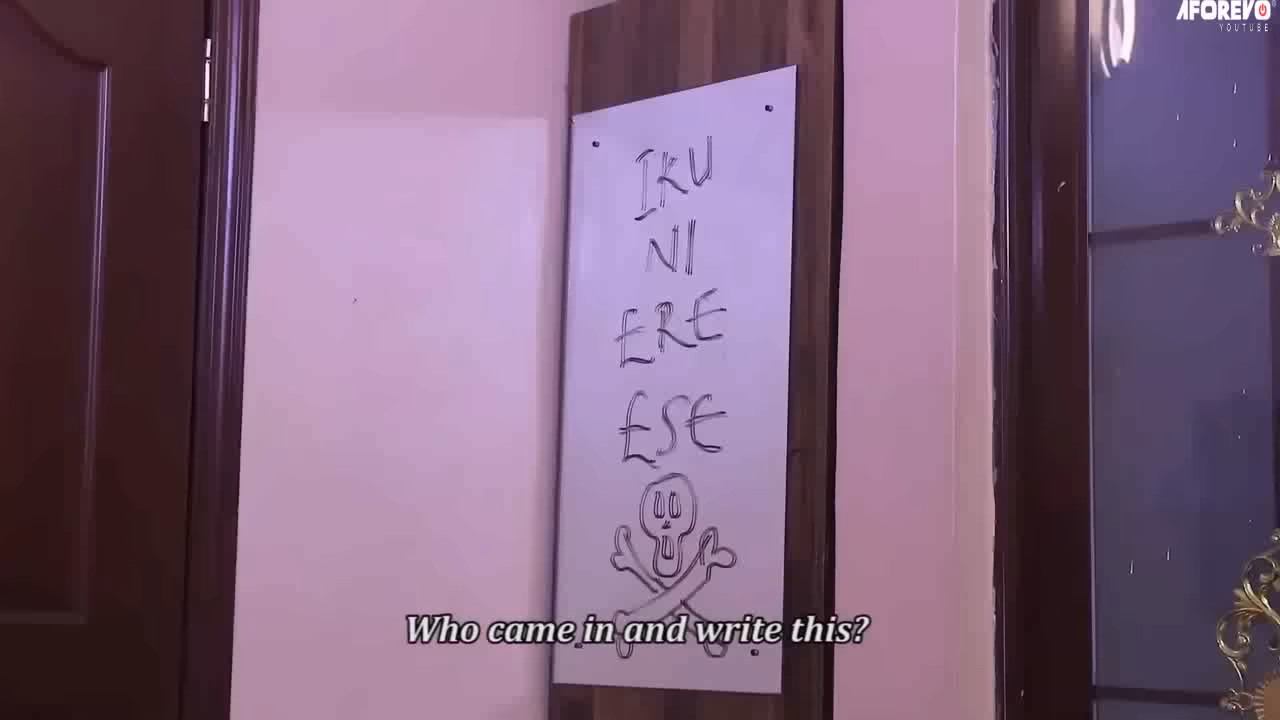 AFOREVO
YOUTUBE
IKU
NI
ERE
ESE
Who came in and write this?